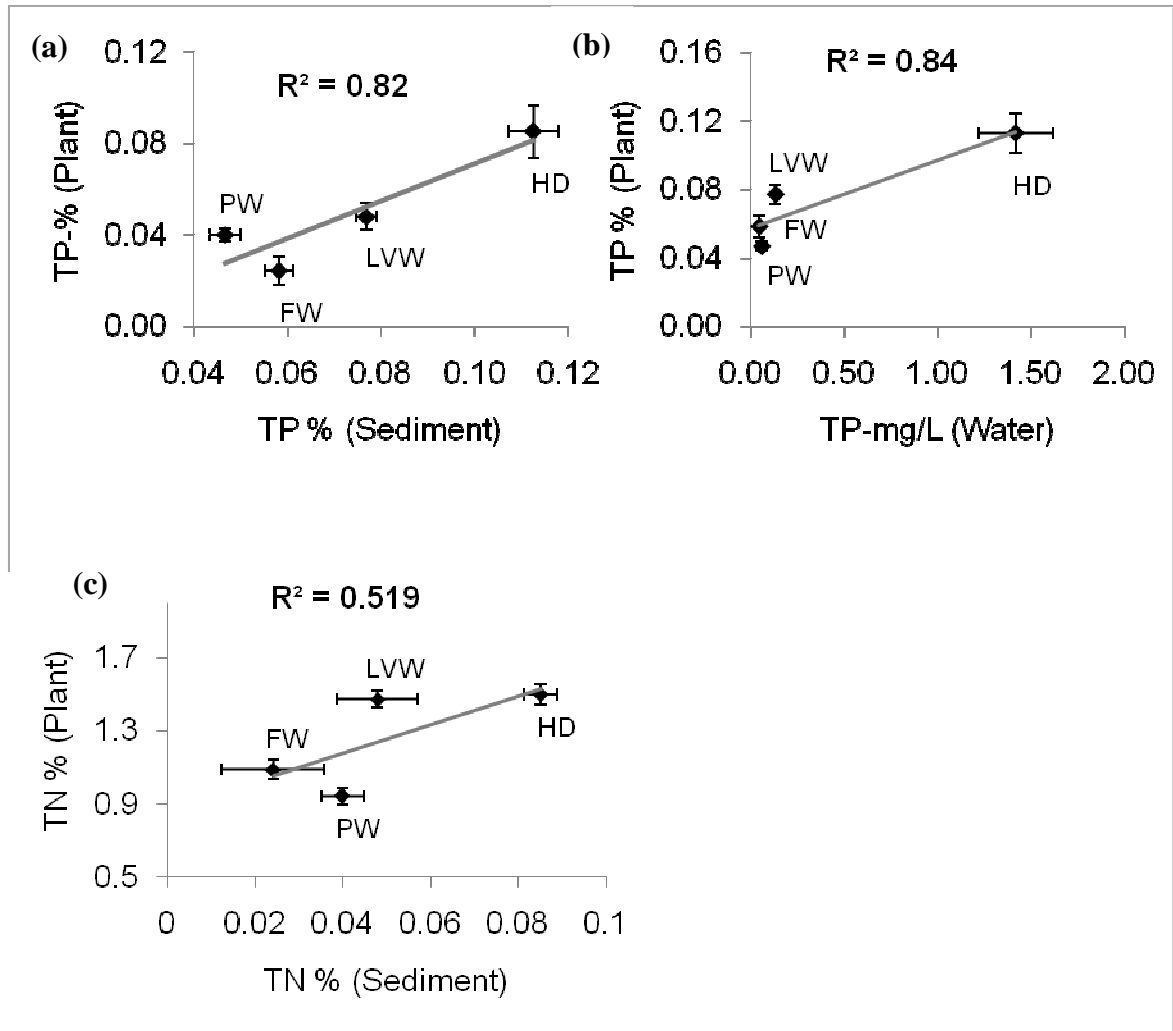 (a)
R² = 0.82
TP-% (Plant)
0.12
0.08
0.04
0.00
PW
FW
LVW
HD
0.04 0.06 0.08 0.10 0.12
TP % (Sediment)
(b)
R² = 0.84
TP % (Plant)
0.16
0.12
0.08
0.04
0.00
LVW
FW
PW
HD
0.00 0.50 1.00 1.50 2.00
TP-mg/L (Water)
(c)
R² = 0.519
TN % (Plant)
1.7
1.3
0.9
0.5
LVW
FW
HD
PW
0 0.02 0.04 0.06 0.08 0.1
TN % (Sediment)